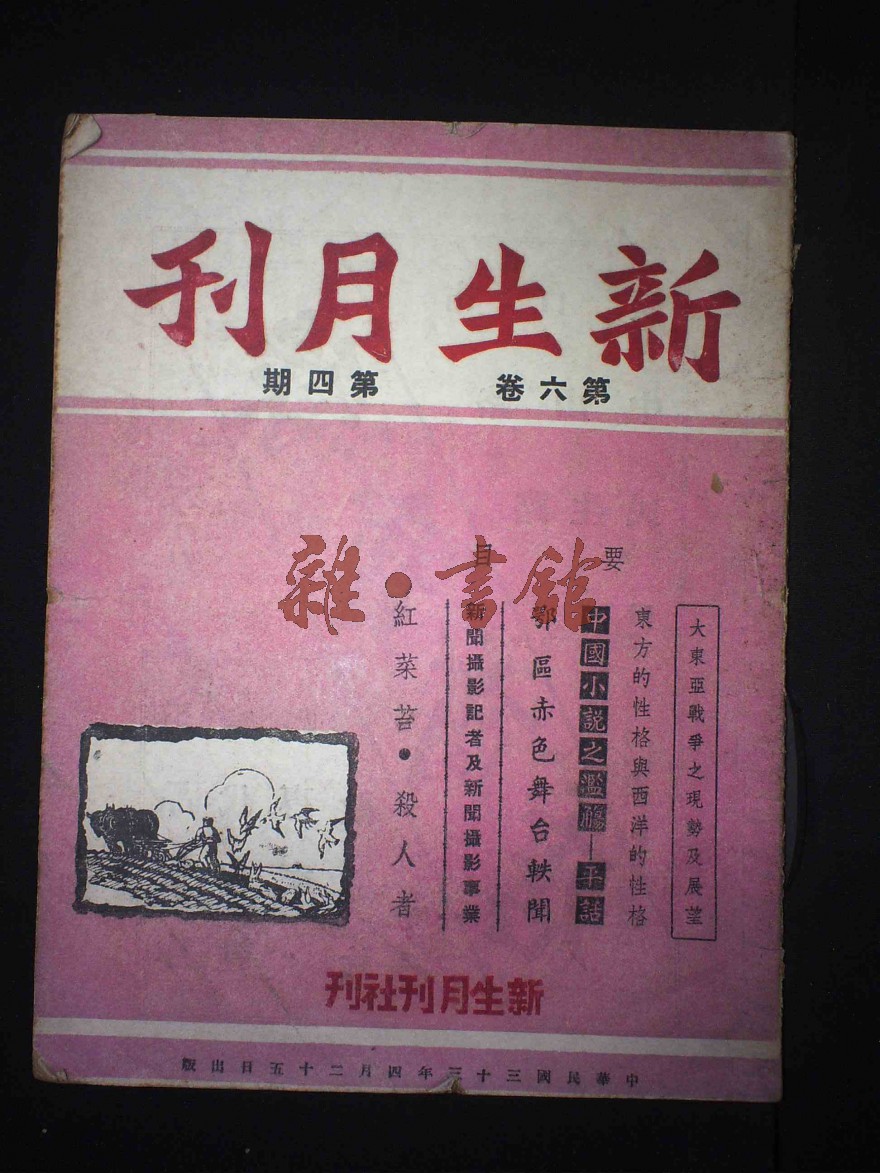 新生月刊
第六卷 第四期
要目
大東亞戰爭之現勢及展望
東方的性格與西洋的性格
中國小説之濫觴—平話
鄂區赤色舞台軼聞
新聞攝影記者及新聞攝影事業
紅菜苔•殺人者
雜•書館
新生月刊社刊
中華民國三十三年四月二十五日出版